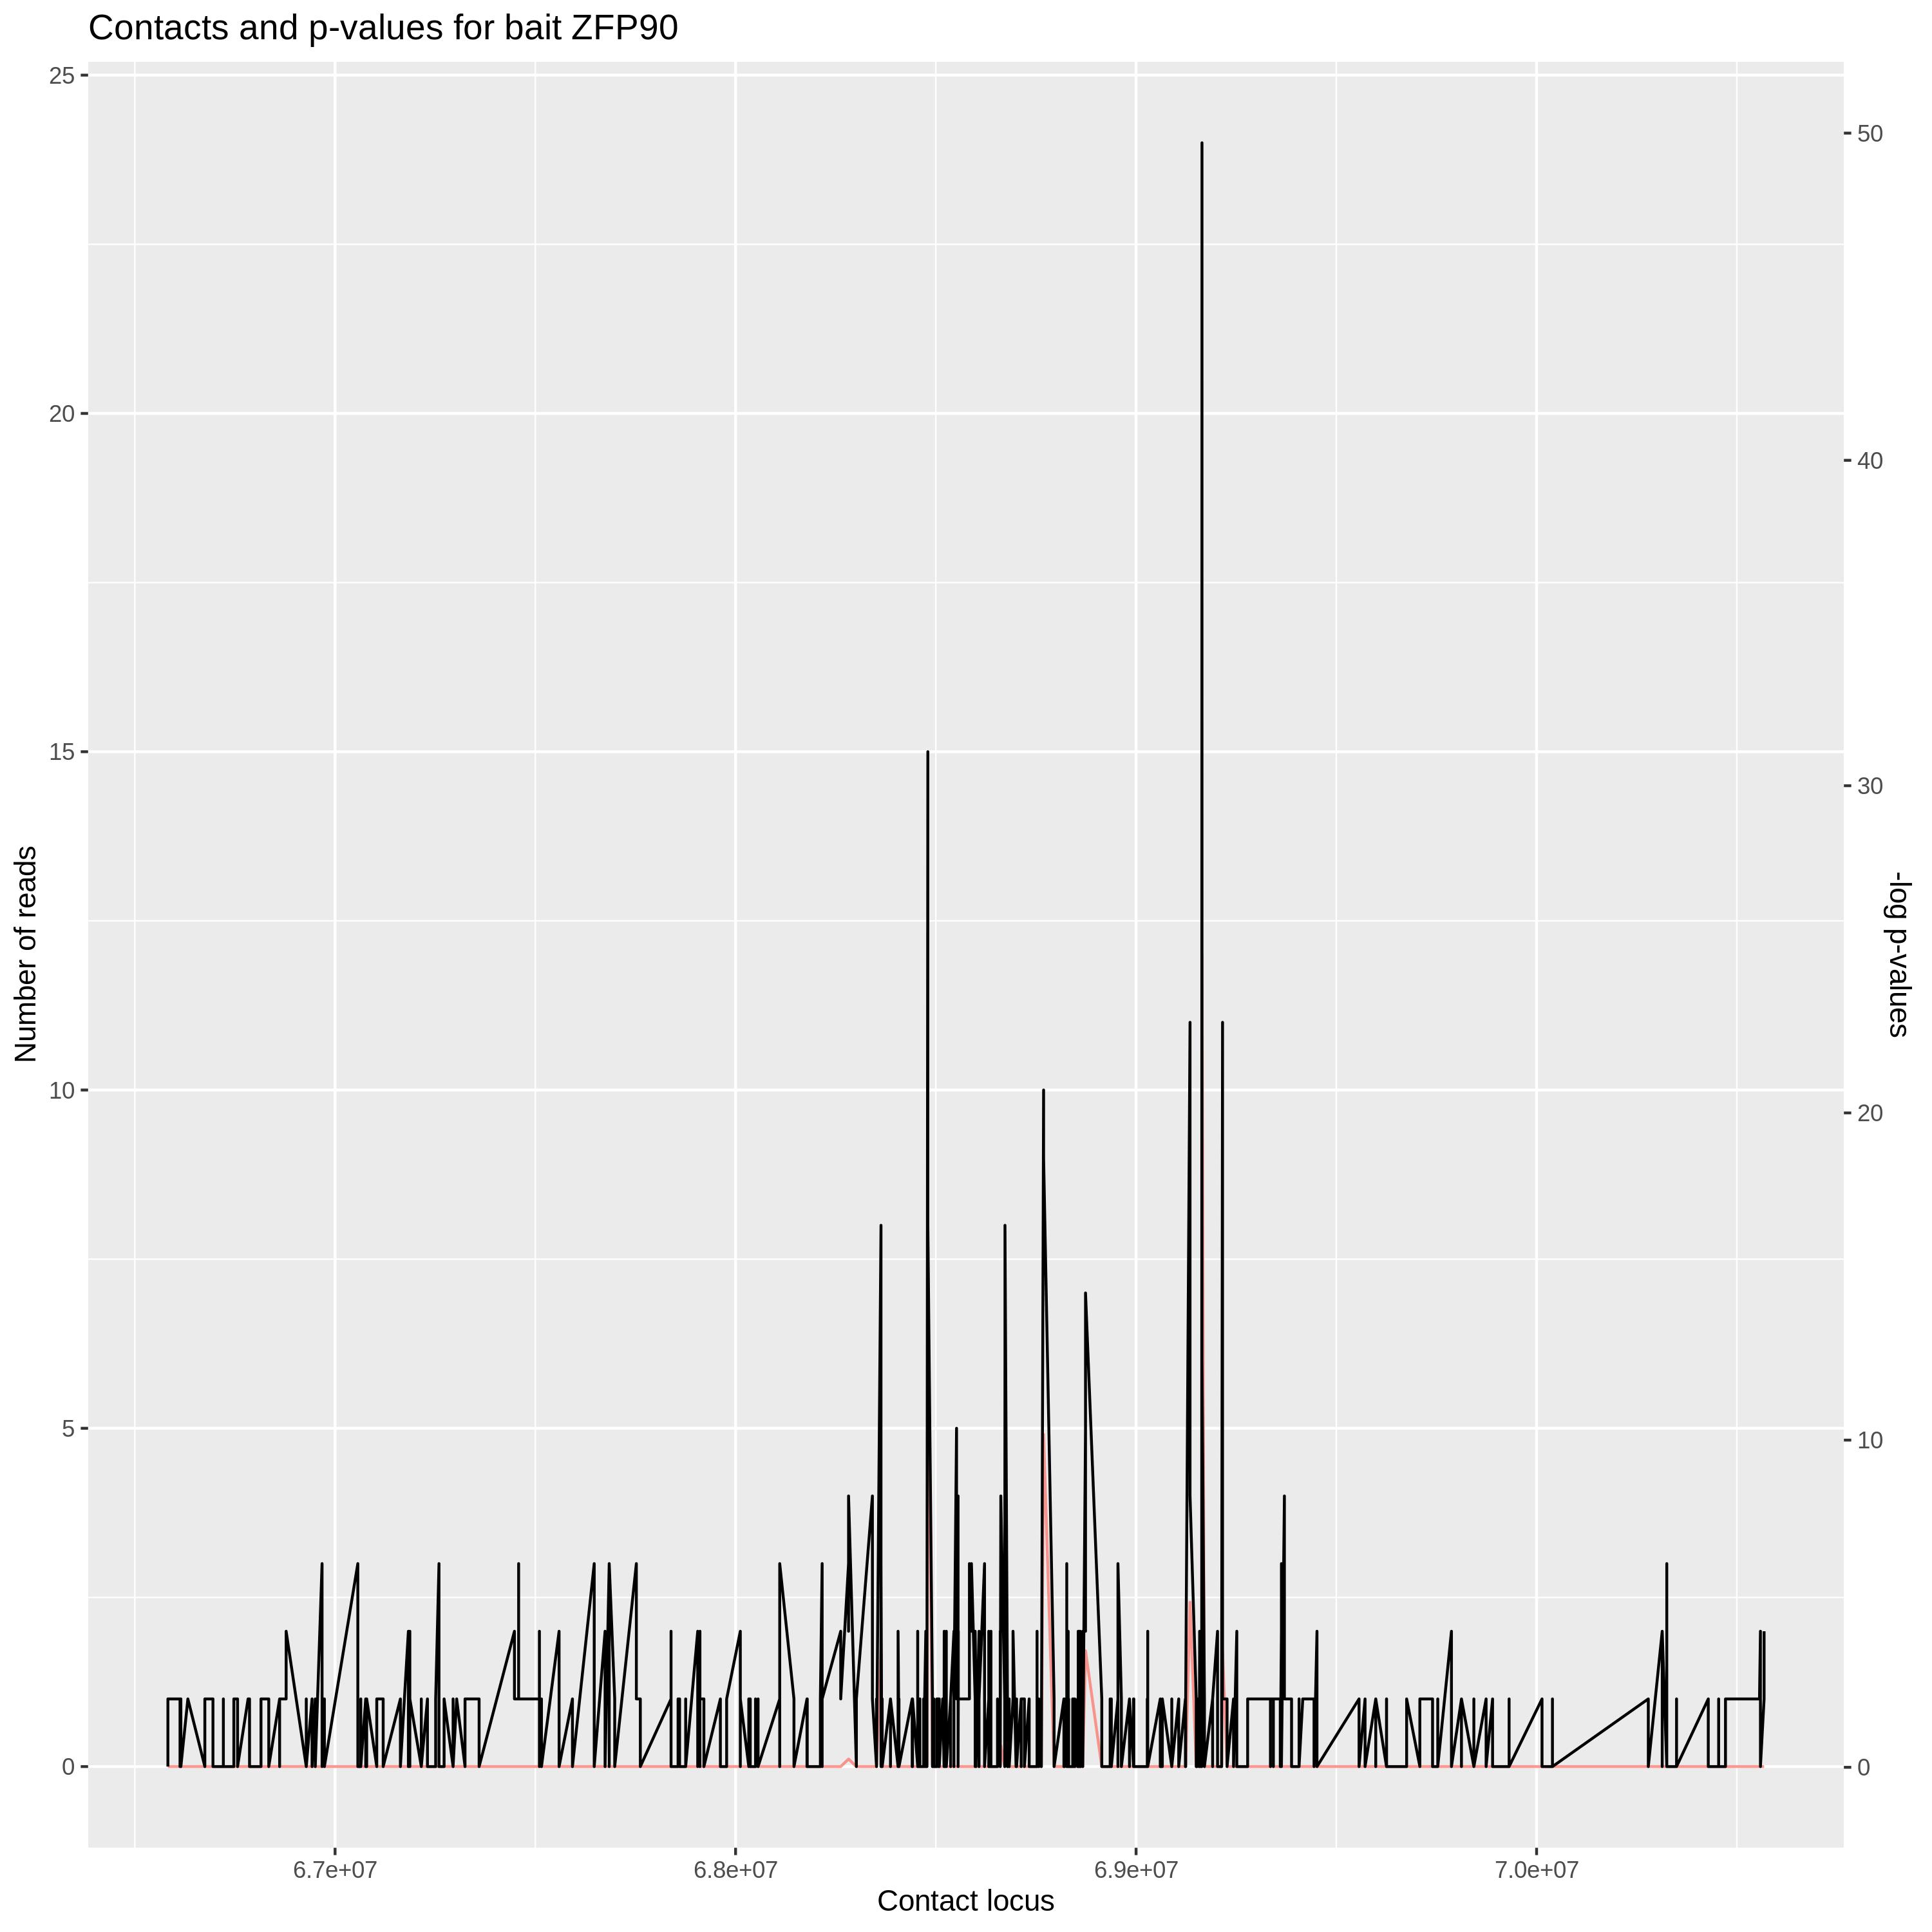 Contacts and p-values for bait ZFP90
25
20
15
10
5
0
Number of reads
50
40
30
20
10
0
-log p-values
6.7e+07 6.8e+07 6.9e+07 7.0e+07
Contact locus